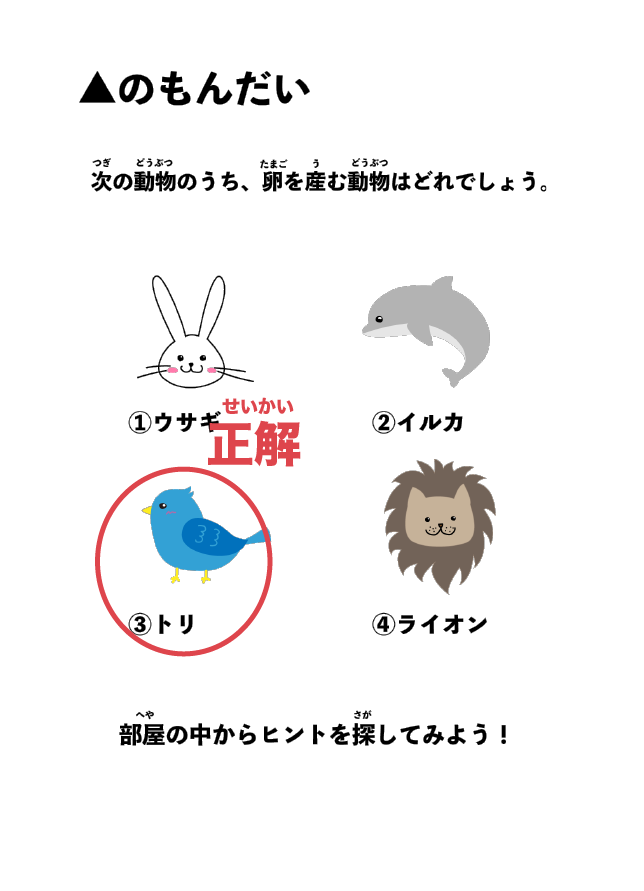 ▲のもんだい
つぎ どうぶつ たまご う どうぶつ
次の動物のうち、卵を産む動物はどれでしょう。
①ウサギ
②イルカ
せいかい
正解
③トリ
④ライオン
へや さが
部屋の中からヒントを探してみよう！